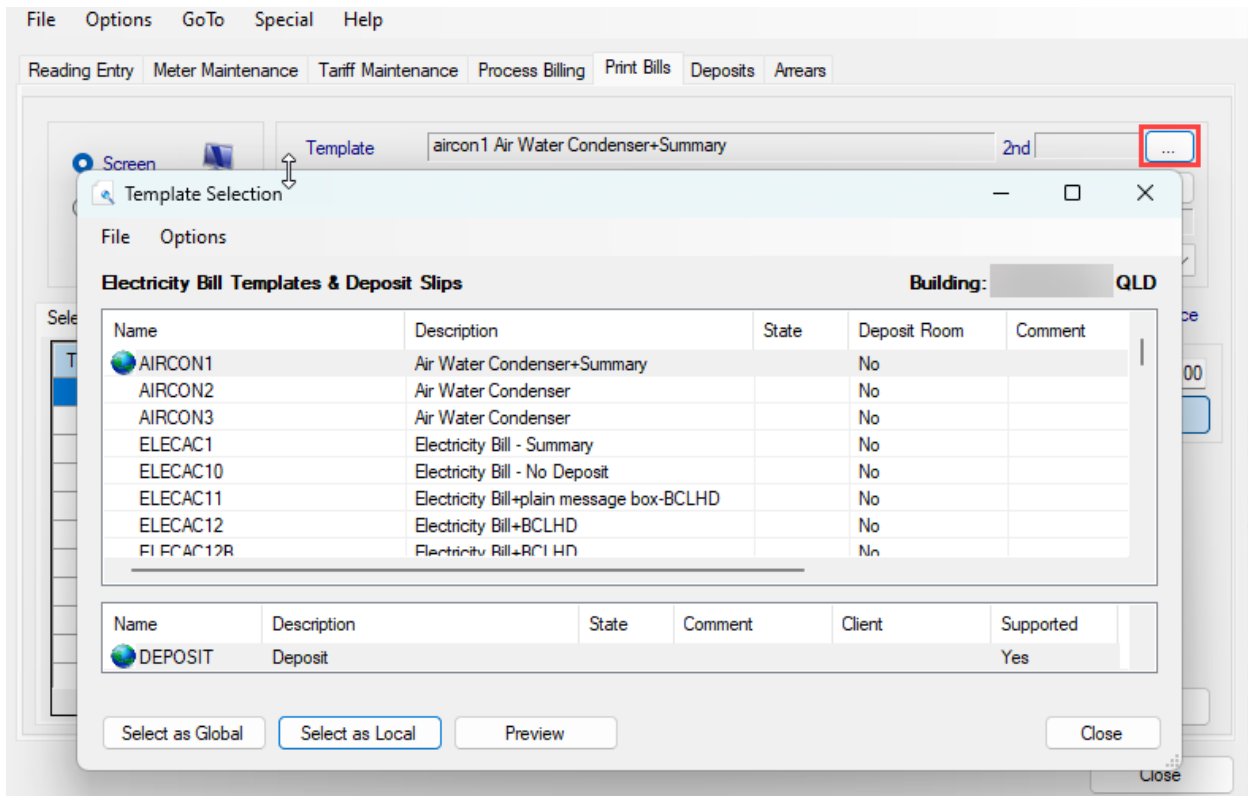 File Options GoTo Special Help
Reading Entry Meter Maintenance Tariff Maintenance Process Billing Print Bills Deposits Arrears
Screen Template aircon1 Air Water Condenser+Summary 2nd ...
Template Selection
File Options
Electricity Bill Templates & Deposit Slips Building: QLD
Name Description State Deposit Room Comment
AIRCON1 Air Water Condenser+Summary No
AIRCON2 Air Water Condenser No
AIRCON3 Air Water Condenser No
ELECAC1 Electricity Bill - Summary No
ELECAC10 Electricity Bill - No Deposit No
ELECAC11 Electricity Bill+plain message box-BCLHD No
ELECAC12 Electricity Bill+BCLHD No
ELECAC12B Electricity Bill+BCLHD No
Name Description State Comment Client Supported
DEPOSIT Deposit Yes
Select as Global Select as Local Preview Close
Close